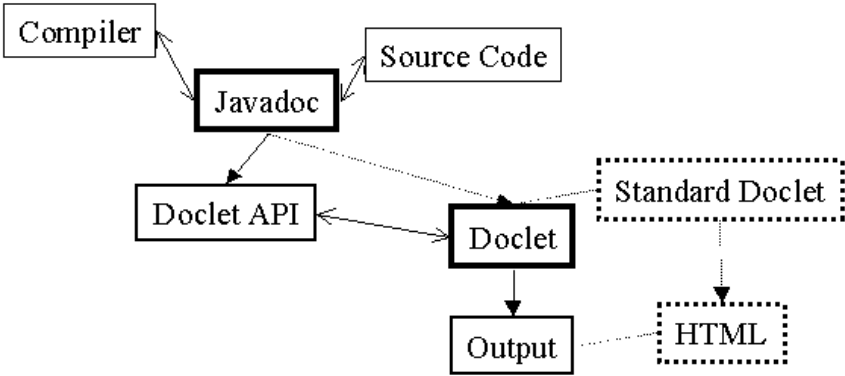 Compiler
Source Code
Javadoc
Standard Doclet
Doclet API
Doclet
HTML
Output